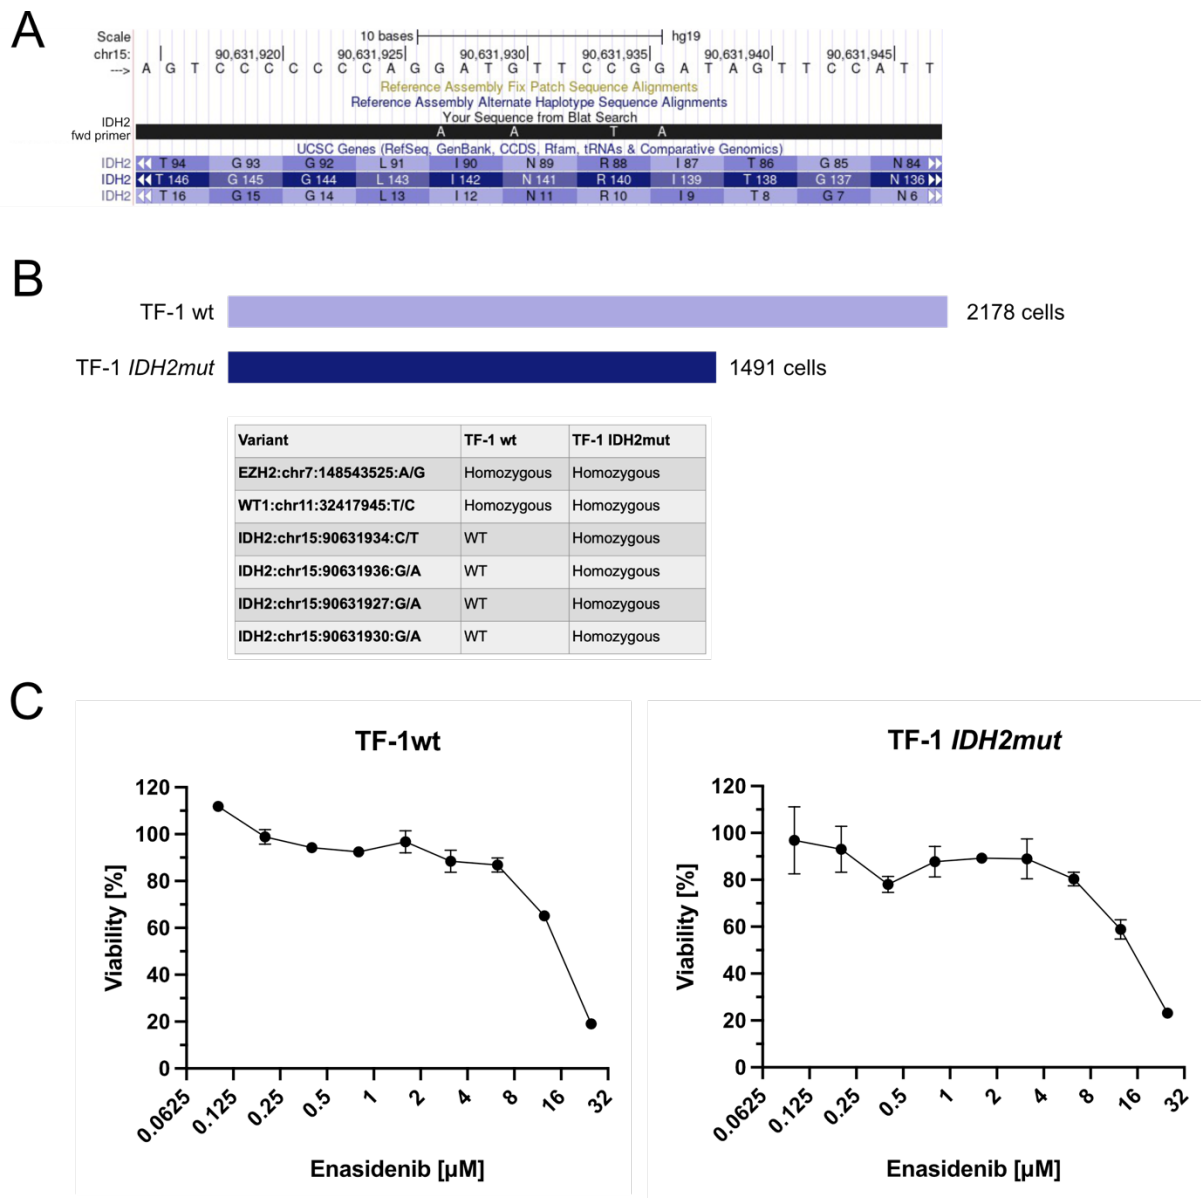 A
Scale 10 bases hg19
chr15: 90,631,920 90,631,925 90,631,930 90,631,935 90,631,940 90,631,945
---> A G T C C C C C C C A G G A T G T T C C G G A T A G T T C C A T T
Reference Assembly Fix Patch Sequence Alignments
Reference Assembly Alternate Haplotype Sequence Alignments
Your Sequence from Blat Search
IDH2
fwd primer A A T A
UCSC Genes (RefSeq, GenBank, CCDS, Rfam, tRNAs & Comparative Genomics)
IDH2 T 94 G 93 G 92 L 91 I 90 N 89 R 88 I 87 T 86 G 85 N 84
IDH2 T 146 G 145 G 144 L 143 I 142 N 141 R 140 I 139 T 138 G 137 N 136
IDH2 T 16 G 15 G 14 L 13 I 12 N 11 R 10 I 9 T 8 G 7 N 6
B
TF-1 wt 2178 cells
TF-1 IDH2mut 1491 cells
Variant TF-1 wt TF-1 IDH2mut
EZH2:chr7:148543525:A/G Homozygous Homozygous
WT1:chr11:32417945:T/C Homozygous Homozygous
IDH2:chr15:90631934:C/T WT Homozygous
IDH2:chr15:90631936:G/A WT Homozygous
IDH2:chr15:90631927:G/A WT Homozygous
IDH2:chr15:90631930:G/A WT Homozygous
C
TF-1wt
120
100
80
60
40
20
0
Viability [%]
0.0625 0.125 0.25 0.5 1 2 4 8 16 32
Enasidenib [µM]
TF-1 IDH2mut
120
100
80
60
40
20
0
Viability [%]
0.0625 0.125 0.25 0.5 1 2 4 8 16 32
Enasidenib [µM]